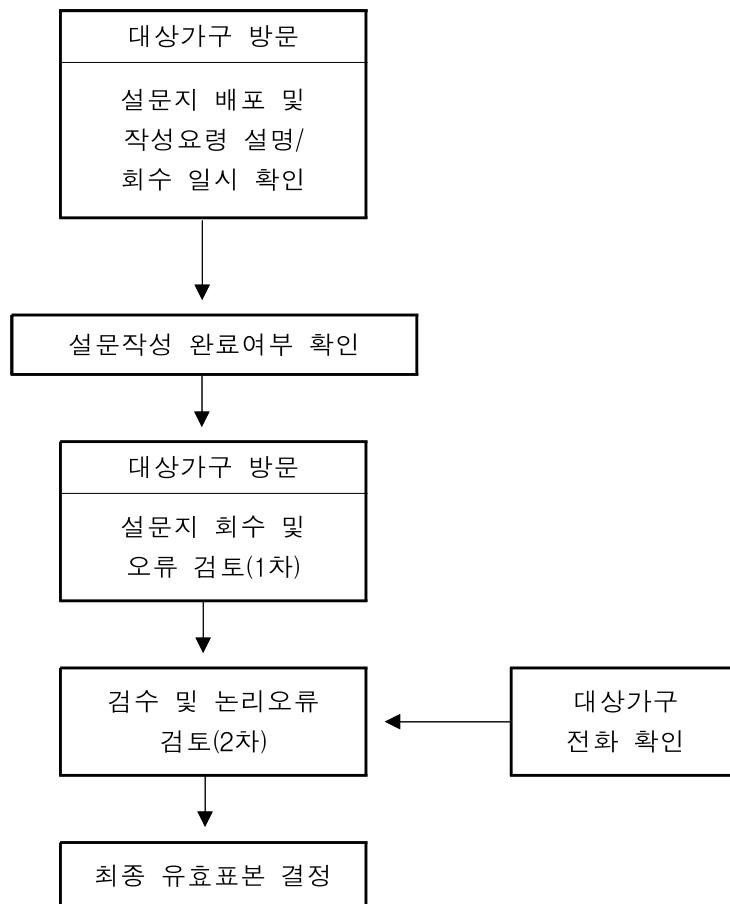 대상가구 방문
설문지 배포 및
작성요령 설명/
회수 일시 확인
설문작성 완료여부 확인
대상가구 방문
설문지 회수 및
오류 검토(1차)
검수 및 논리오류
검토(2차)
대상가구
전화 확인
최종 유효표본 결정